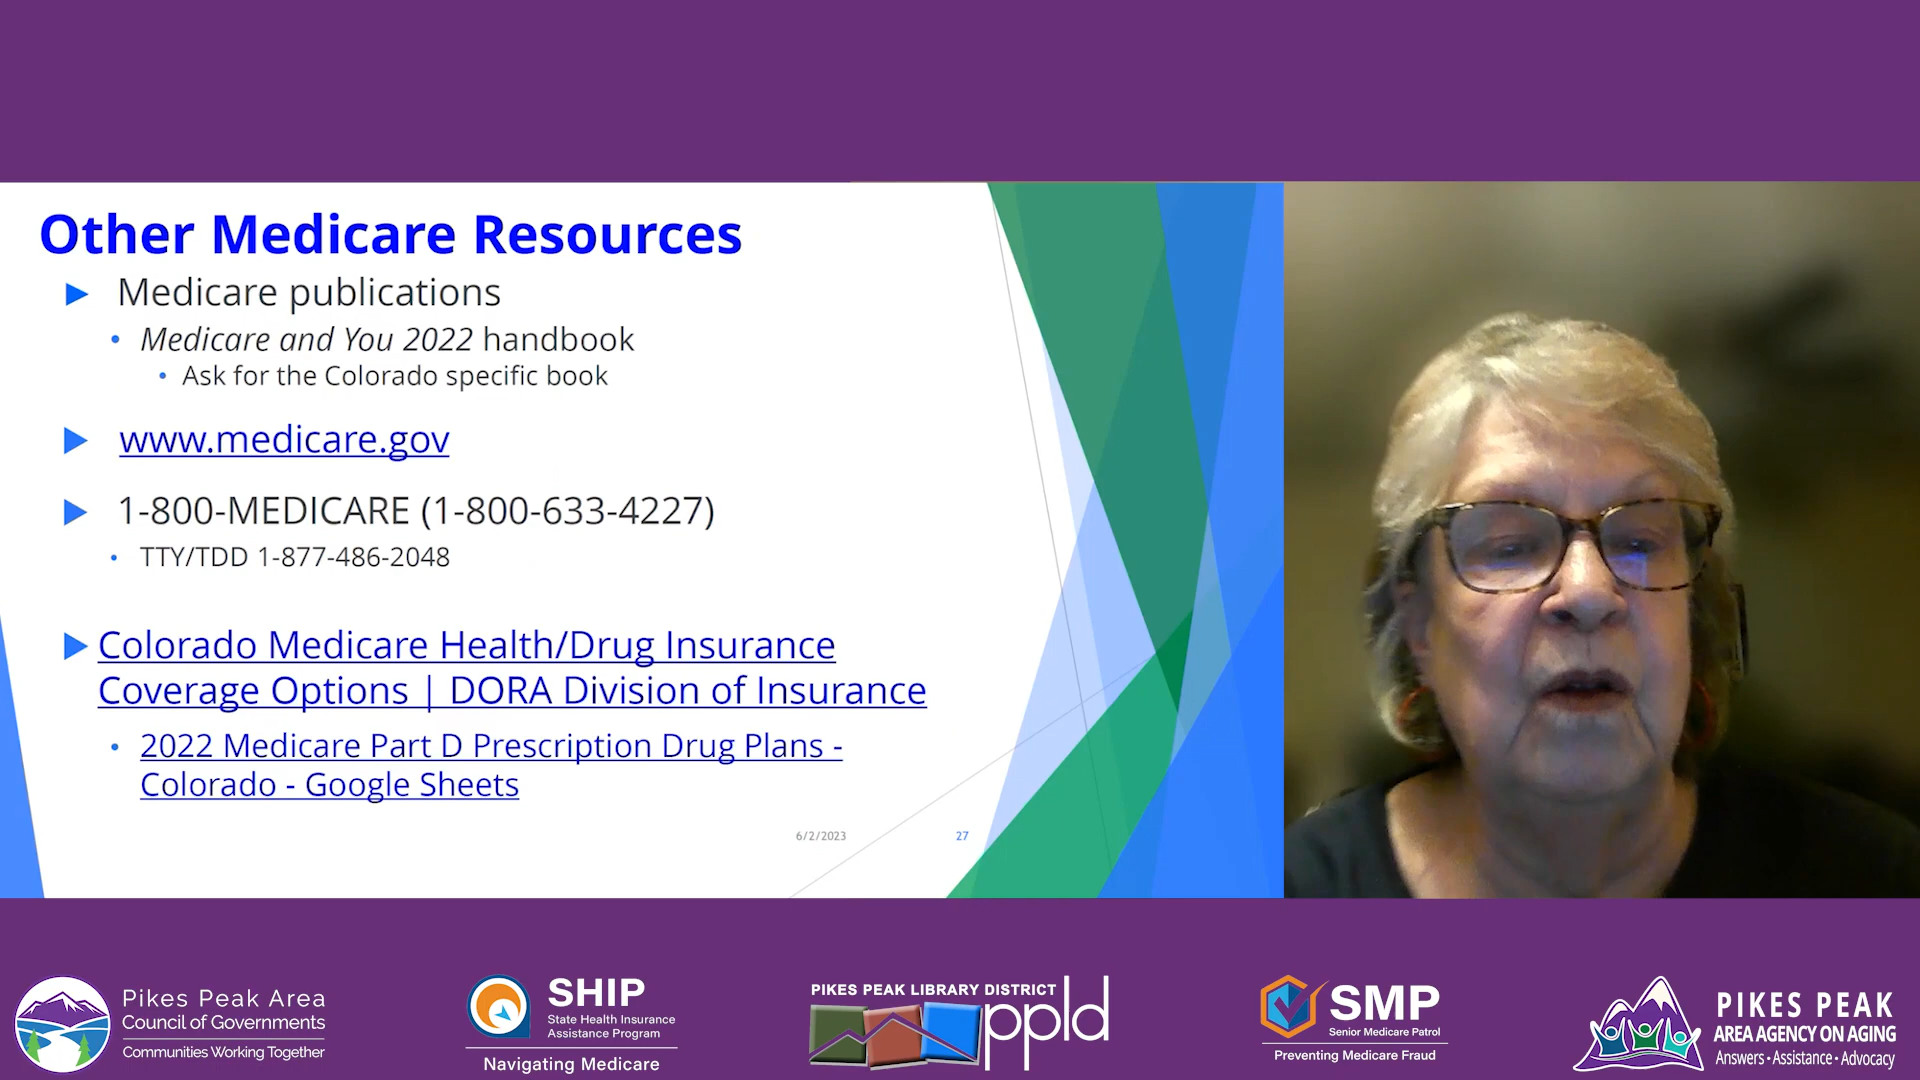 Other Medicare Resources
Medicare publications
Medicare and You 2022 handbook
Ask for the Colorado specific book
www.medicare.gov
1-800-MEDICARE (1-800-633-4227)
TTY/TDD 1-877-486-2048
Colorado Medicare Health/Drug Insurance
Coverage Options | DORA Division of Insurance
2022 Medicare Part D Prescription Drug Plans -
Colorado - Google Sheets
6/2/2023
27
Pikes Peak Area
Council of Governments
Communities Working Together
SHIP
State Health Insurance
Assistance Program
Navigating Medicare
PIKES PEAK LIBRARY DISTRICT
ppld
SMP
Senior Medicare Patrol
Preventing Medicare Fraud
PIKES PEAK
AREA AGENCY ON AGING
Answers • Assistance • Advocacy